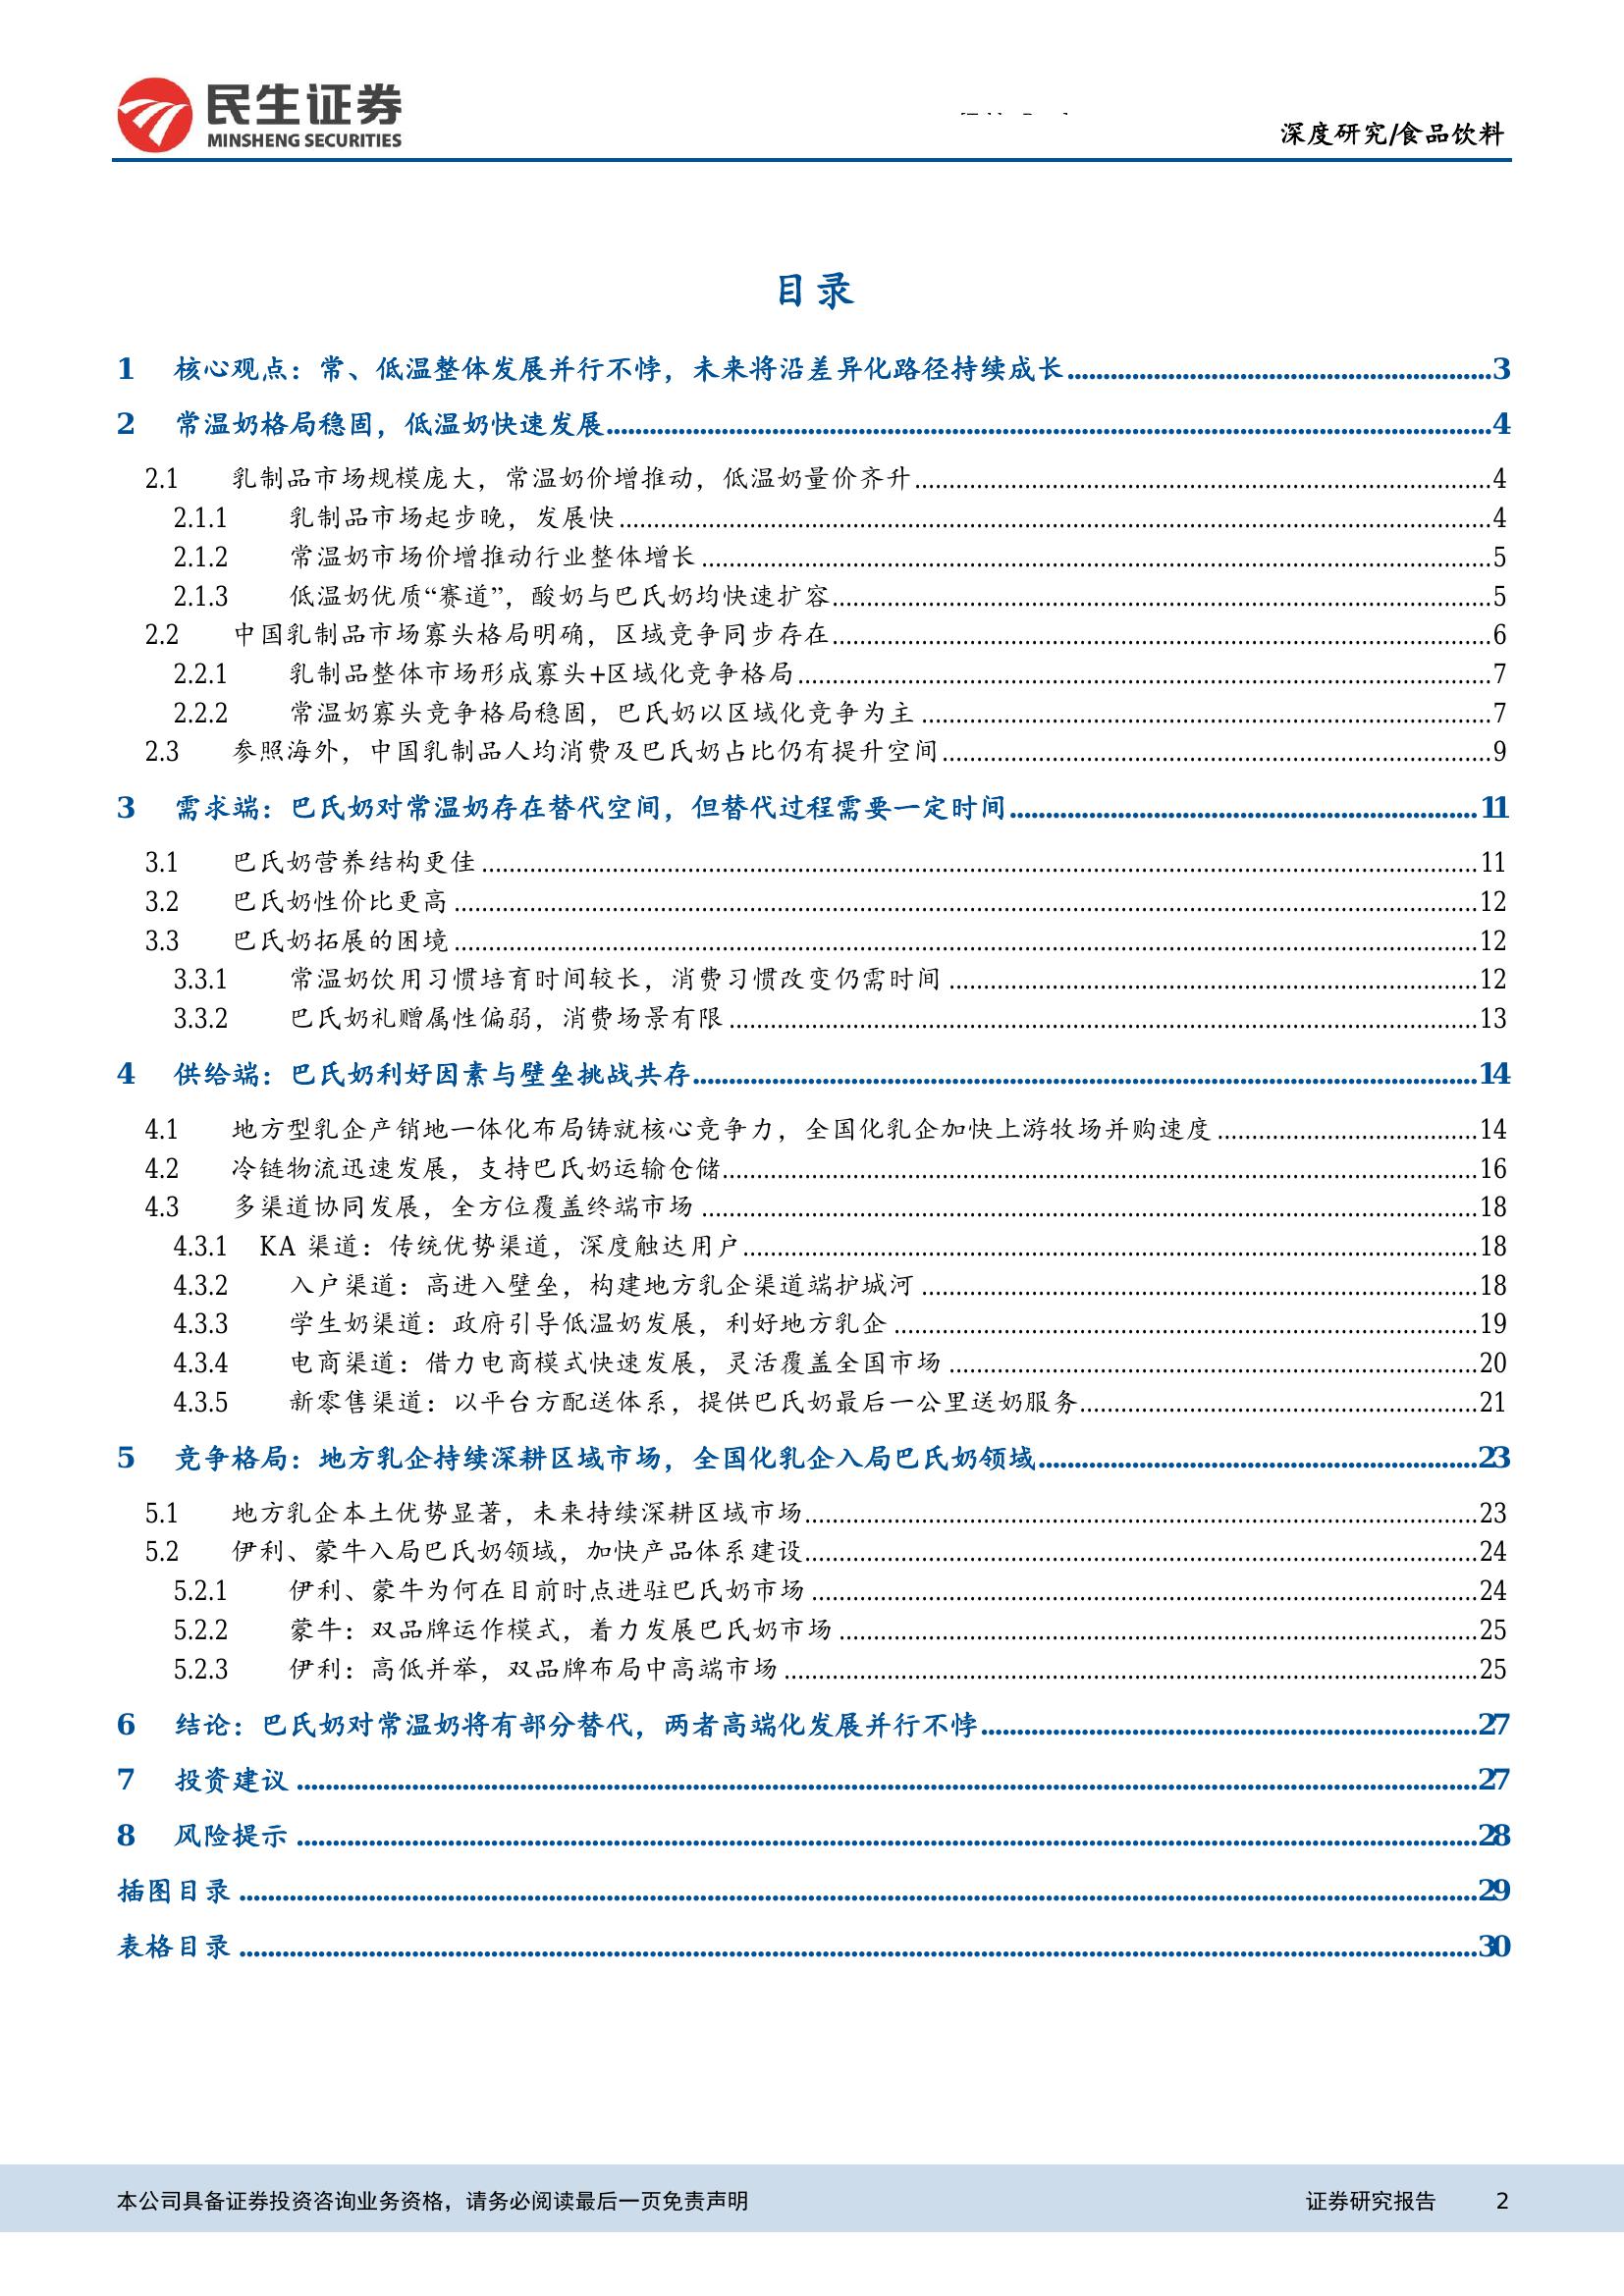 民生证券
MINSHENG SECURITIES
深度研究/食品饮料
目录
1 核心观点：常、低温整体发展并行不悖，未来将沿差异化路径持续成长 3
2 常温奶格局稳固，低温奶快速发展 4
2.1 乳制品市场规模庞大，常温奶价增推动，低温奶量价齐升 4
2.1.1 乳制品市场起步晚，发展快 4
2.1.2 常温奶市场价增推动行业整体增长 5
2.1.3 低温奶优质“赛道”，酸奶与巴氏奶均快速扩容 5
2.2 中国乳制品市场寡头格局明确，区域竞争同步存在 6
2.2.1 乳制品整体市场形成寡头+区域化竞争格局 7
2.2.2 常温奶寡头竞争格局稳固，巴氏奶以区域化竞争为主 7
2.3 参照海外，中国乳制品人均消费及巴氏奶占比仍有提升空间 9
3 需求端：巴氏奶对常温奶存在替代空间，但替代过程需要一定时间 11
3.1 巴氏奶营养结构更佳 11
3.2 巴氏奶性价比更高 12
3.3 巴氏奶拓展的困境 12
3.3.1 常温奶饮用习惯培育时间较长，消费习惯改变仍需时间 12
3.3.2 巴氏奶礼赠属性偏弱，消费场景有限 13
4 供给端：巴氏奶利好因素与壁垒挑战共存 14
4.1 地方型乳企产销地一体化布局铸就核心竞争力，全国化乳企加快上游牧场并购速度 14
4.2 冷链物流迅速发展，支持巴氏奶运输仓储 16
4.3 多渠道协同发展，全方位覆盖终端市场 18
4.3.1 KA 渠道：传统优势渠道，深度触达用户 18
4.3.2 入户渠道：高进入壁垒，构建地方乳企渠道端护城河 18
4.3.3 学生奶渠道：政府引导低温奶发展，利好地方乳企 19
4.3.4 电商渠道：借力电商模式快速发展，灵活覆盖全国市场 20
4.3.5 新零售渠道：以平台方配送体系，提供巴氏奶最后一公里送奶服务 21
5 竞争格局：地方乳企持续深耕区域市场，全国化乳企入局巴氏奶领域 23
5.1 地方乳企本土优势显著，未来持续深耕区域市场 23
5.2 伊利、蒙牛入局巴氏奶领域，加快产品体系建设 24
5.2.1 伊利、蒙牛为何在目前时点进驻巴氏奶市场 24
5.2.2 蒙牛：双品牌运作模式，着力发展巴氏奶市场 25
5.2.3 伊利：高低并举，双品牌布局中高端市场 25
6 结论：巴氏奶对常温奶将有部分替代，两者高端化发展并行不悖 27
7 投资建议 27
8 风险提示 28
插图目录 29
表格目录 30
本公司具备证券投资咨询业务资格，请务必阅读最后一页免责声明 证券研究报告 2